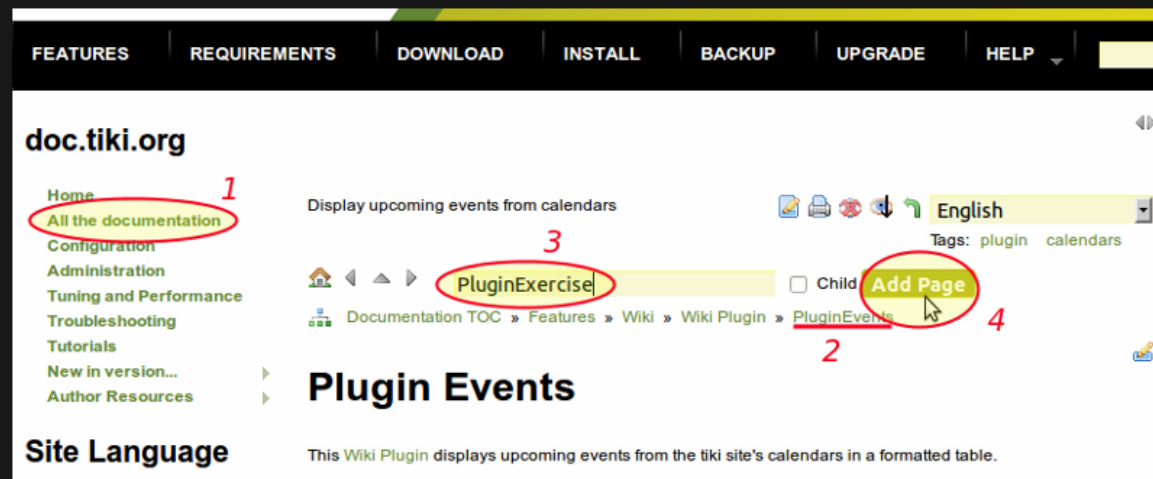 FEATURES REQUIREMENTS DOWNLOAD INSTALL BACKUP UPGRADE HELP
doc.tiki.org
Home 1
All the documentation
Configuration
Administration
Tuning and Performance
Troubleshooting
Tutorials
New in version...
Author Resources
Site Language
Display upcoming events from calendars English
Tags: plugin calendars
3
PluginExercise Child Add Page
Documentation TOC » Features » Wiki » Wiki Plugin » PluginEvents 4
2
Plugin Events
This Wiki Plugin displays upcoming events from the tiki site's calendars in a formatted table.